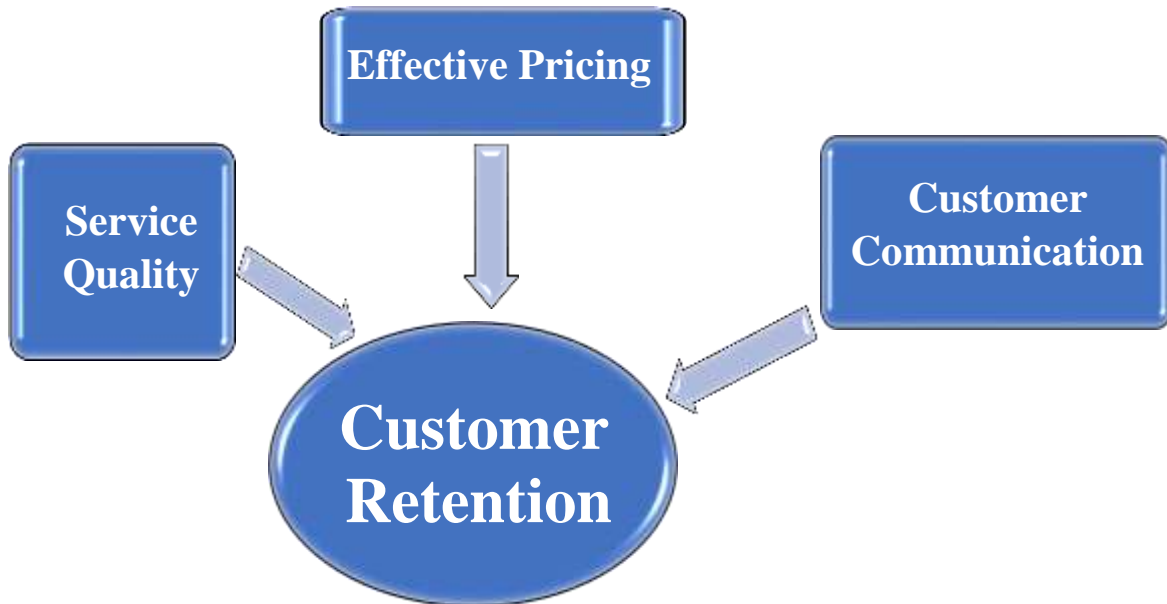 Effective Pricing
Service
Quality
Customer
Communication
Customer
Retention